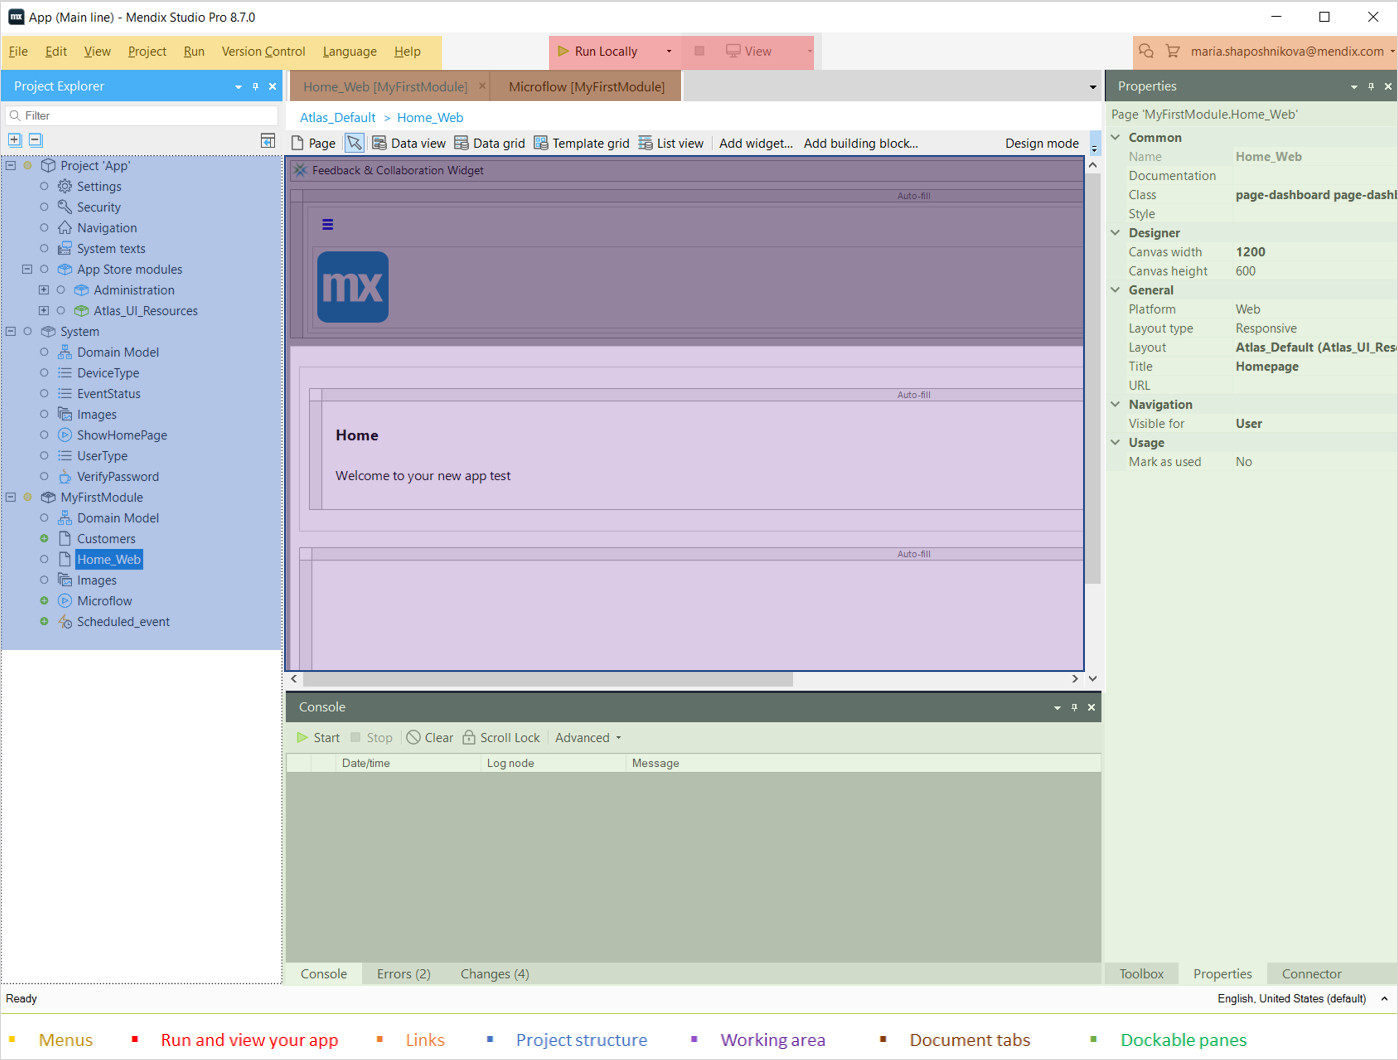 App (Main line) - Mendix Studio Pro 8.7.0
File Edit View Project Run Version Control Language Help
Run Locally View
maria.shaposhnikova@mendix.com
Project Explorer
Filter
Project 'App'
Settings
Security
Navigation
System texts
App Store modules
Administration
Atlas_UI_Resources
System
Domain Model
DeviceType
EventStatus
Images
ShowHomePage
UserType
VerifyPassword
MyFirstModule
Domain Model
Customers
Home_Web
Images
Microflow
Scheduled_event
Home_Web [MyFirstModule] Microflow [MyFirstModule]
Atlas_Default > Home_Web
Page Data view Data grid Template grid List view Add widget... Add building block... Design mode
Feedback & Collaboration Widget
Auto-fill
mx
Auto-fill
Home
Welcome to your new app test
Auto-fill
Console
Start Stop Clear Scroll Lock Advanced
Date/time Log node Message
Console Errors (2) Changes (4)
Properties
Page 'MyFirstModule.Home_Web'
Common
Name Home_Web
Documentation
Class page-dashboard page-dashl
Style
Designer
Canvas width 1200
Canvas height 600
General
Platform Web
Layout type Responsive
Layout Atlas_Default (Atlas_UI_Res
Title Homepage
URL
Navigation
Visible for User
Usage
Mark as used No
Toolbox Properties Connector
Ready
English, United States (default)
Menus Run and view your app Links Project structure Working area Document tabs Dockable panes